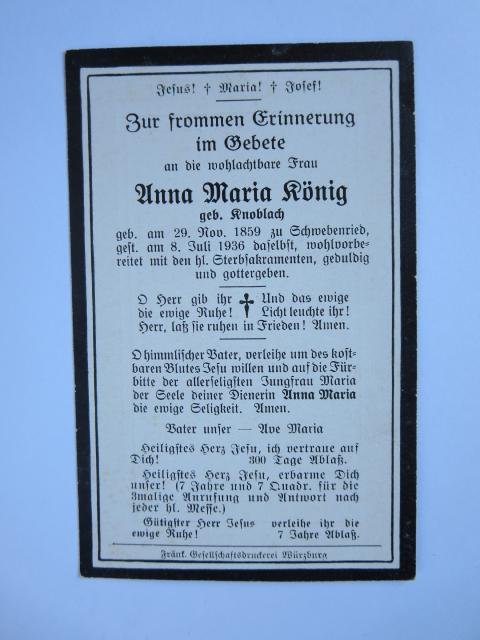 Jesus! † Maria! † Josef!
Zur frommen Erinnerung
im Gebete
an die wohlachtbare Frau
Anna Maria König
geb. Knoblach
geb. am 29. Nov. 1859 zu Schwebenried,
gest. am 8. Juli 1936 daselbst, wohlvorbe-
reitet mit den hl. Sterbsakramenten, geduldig
und gottergeben.
O Herr gib ihr † Und das ewige
die ewige Ruhe! Licht leuchte ihr!
Herr, laß sie ruhen in Frieden! Amen.
O himmlischer Vater, verleihe um des kost-
baren Blutes Jesu willen und auf die Für-
bitte der allerseligsten Jungfrau Maria
der Seele deiner Dienerin Anna Maria
die ewige Seligkeit. Amen.
Vater unser — Ave Maria
Heiligstes Herz Jesu, ich vertraue auf
Dich! 300 Tage Ablaß.
Heiligstes Herz Jesu, erbarme Dich
unser! (7 Jahre und 7 Quadr. für die
3malige Anrufung und Antwort nach
jeder hl. Messe.)
Gütigster Herr Jesus verleihe ihr die
ewige Ruhe! 7 Jahre Ablaß.
Fränk. Gesellschaftsdruckerei Würzburg